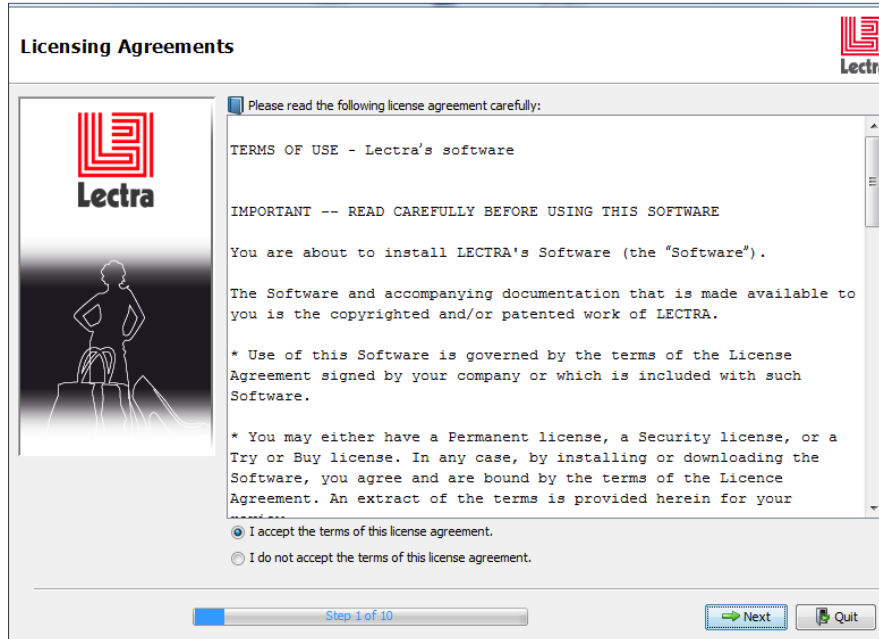 Licensing Agreements
Lectr
Lectra
Please read the following license agreement carefully:
TERMS OF USE - Lectra's software
IMPORTANT -- READ CAREFULLY BEFORE USING THIS SOFTWARE
You are about to install LECTRA's Software (the “Software”).
The Software and accompanying documentation that is made available to
you is the copyrighted and/or patented work of LECTRA.
* Use of this Software is governed by the terms of the License
Agreement signed by your company or which is included with such
Software.
* You may either have a Permanent license, a Security license, or a
Try or Buy license. In any case, by installing or downloading the
Software, you agree and are bound by the terms of the Licence
Agreement. An extract of the terms is provided herein for your
I accept the terms of this license agreement.
I do not accept the terms of this license agreement.
Step 1 of 10
Next
Quit